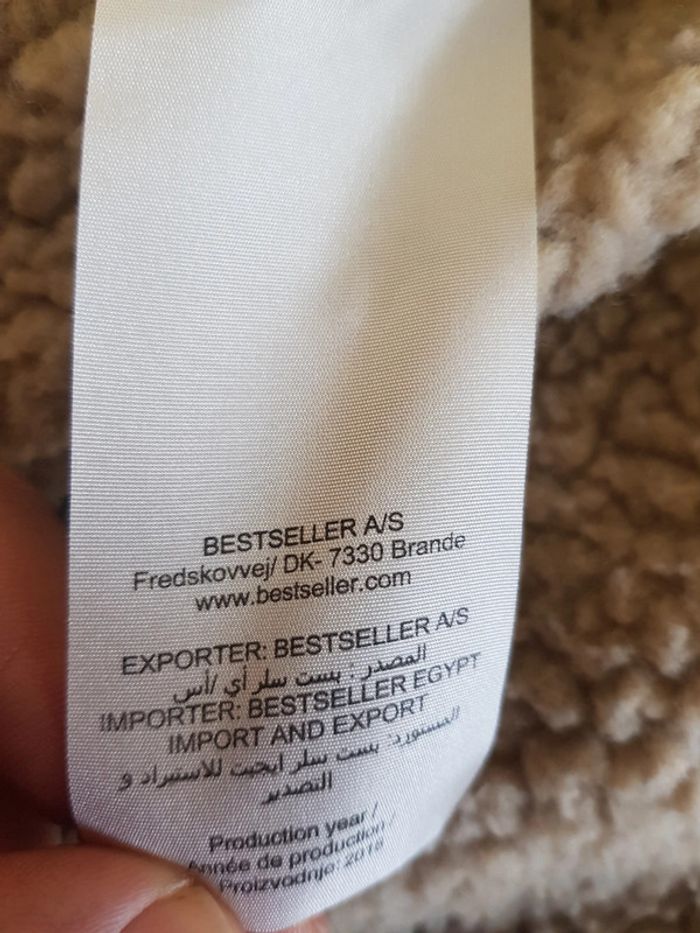 BESTSELLER A/S
Fredskovvej/ DK- 7330 Brande
www.bestseller.com
EXPORTER: BESTSELLER A/S
المصدر: بست سلر أي /أس
IMPORTER: BESTSELLER EGYPT
IMPORT AND EXPORT
المستورد: بست سلر ايجبت للاستيراد و
التصدير
Production year /
Année de production/
Proizvodnje: